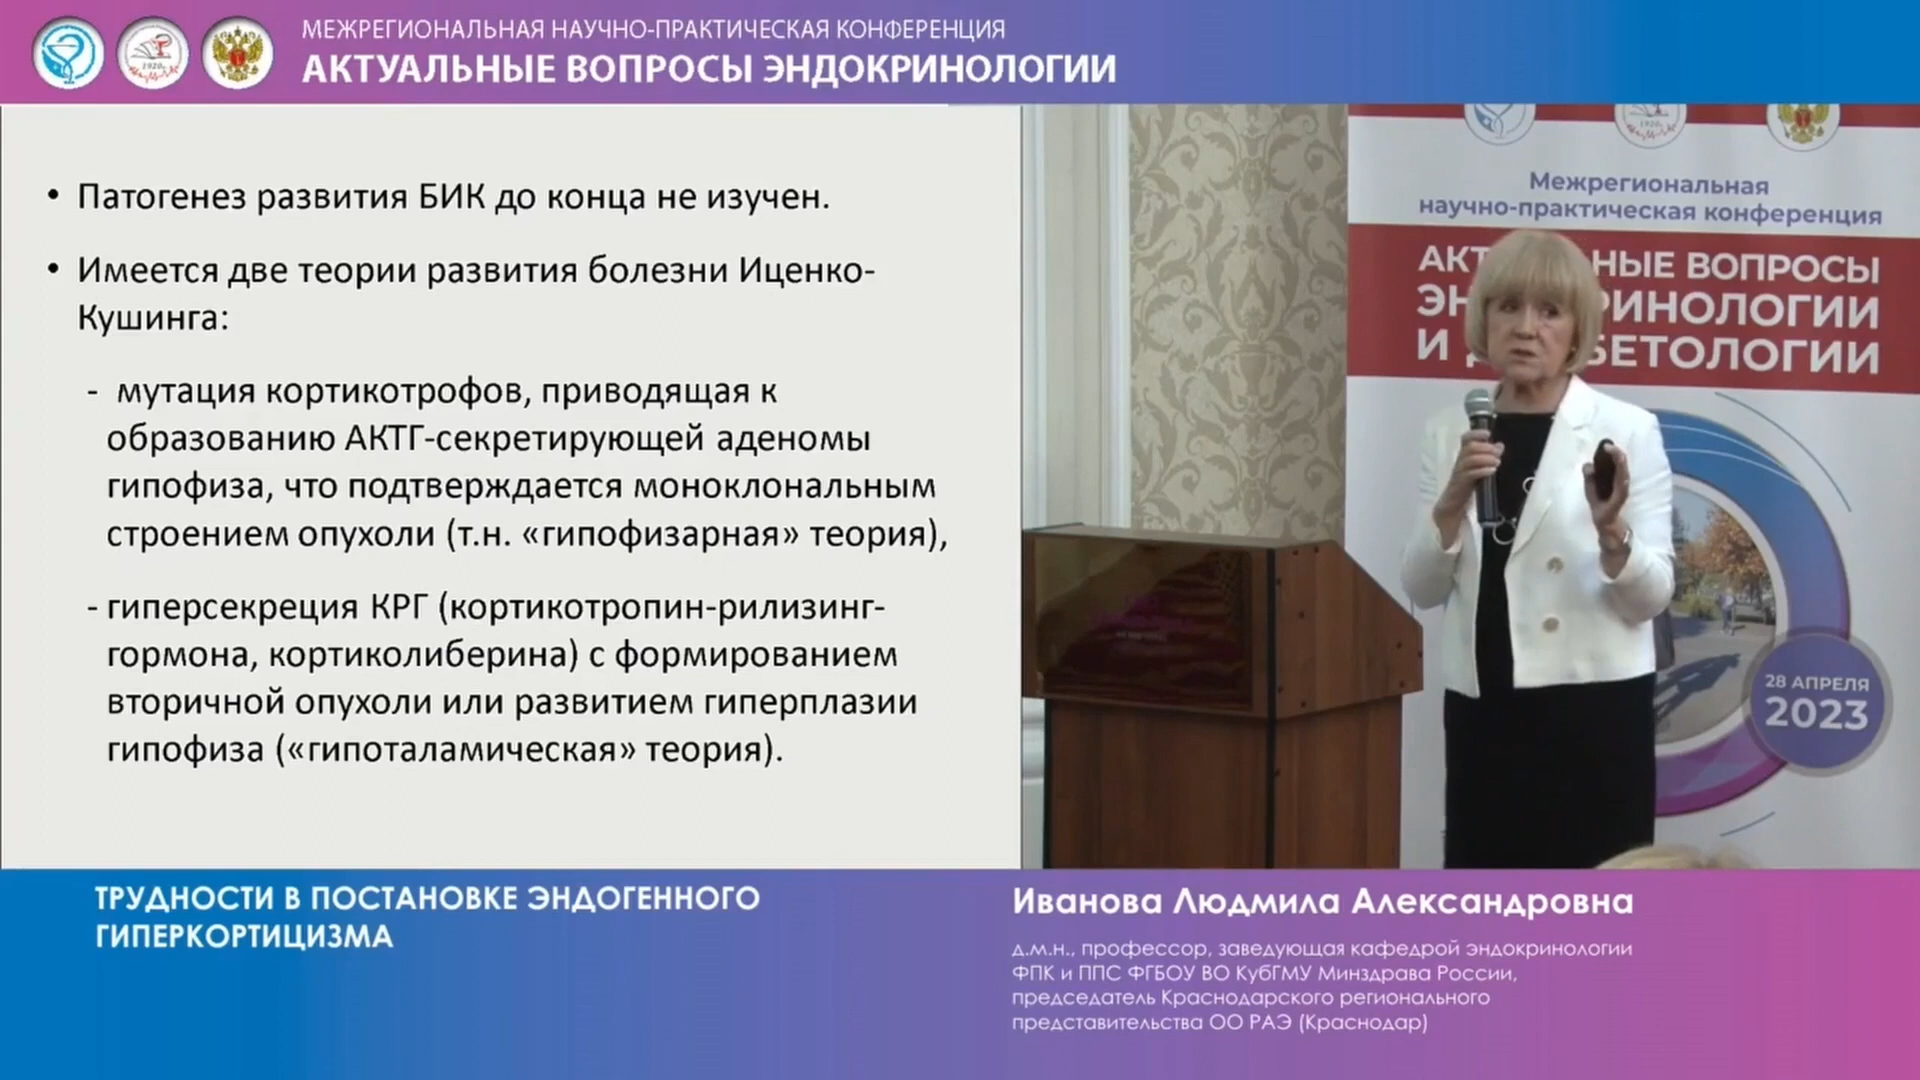 МЕЖРЕГИОНАЛЬНАЯ НАУЧНО-ПРАКТИЧЕСКАЯ КОНФЕРЕНЦИЯ
АКТУАЛЬНЫЕ ВОПРОСЫ ЭНДОКРИНОЛОГИИ
1920г.
• Патогенез развития БИК до конца не изучен.
• Имеется две теории развития болезни Иценко-
Кушинга:
- мутация кортикотрофов, приводящая к
образованию АКТГ-секретирующей аденомы
гипофиза, что подтверждается моноклональным
строением опухоли (т.н. «гипофизарная» теория),
- гиперсекреция КРГ (кортикотропин-рилизинг-
гормона, кортиколиберина) с формированием
вторичной опухоли или развитием гиперплазии
гипофиза («гипоталамическая» теория).
Межрегиональная
научно-практическая конференция
АКТ НЫЕ ВОПРОСЫ
ЭН РИНОЛОГИИ
И Д БЕТОЛОГИИ
28 АПРЕЛЯ
2023
ТРУДНОСТИ В ПОСТАНОВКЕ ЭНДОГЕННОГО
ГИПЕРКОРТИЦИЗМА
Иванова Людмила Александровна
д.м.н., профессор, заведующая кафедрой эндокринологии
ФПК и ППС ФГБОУ ВО КубГМУ Минздрава России,
председатель Краснодарского регионального
представительства ОО РАЭ (Краснодар)